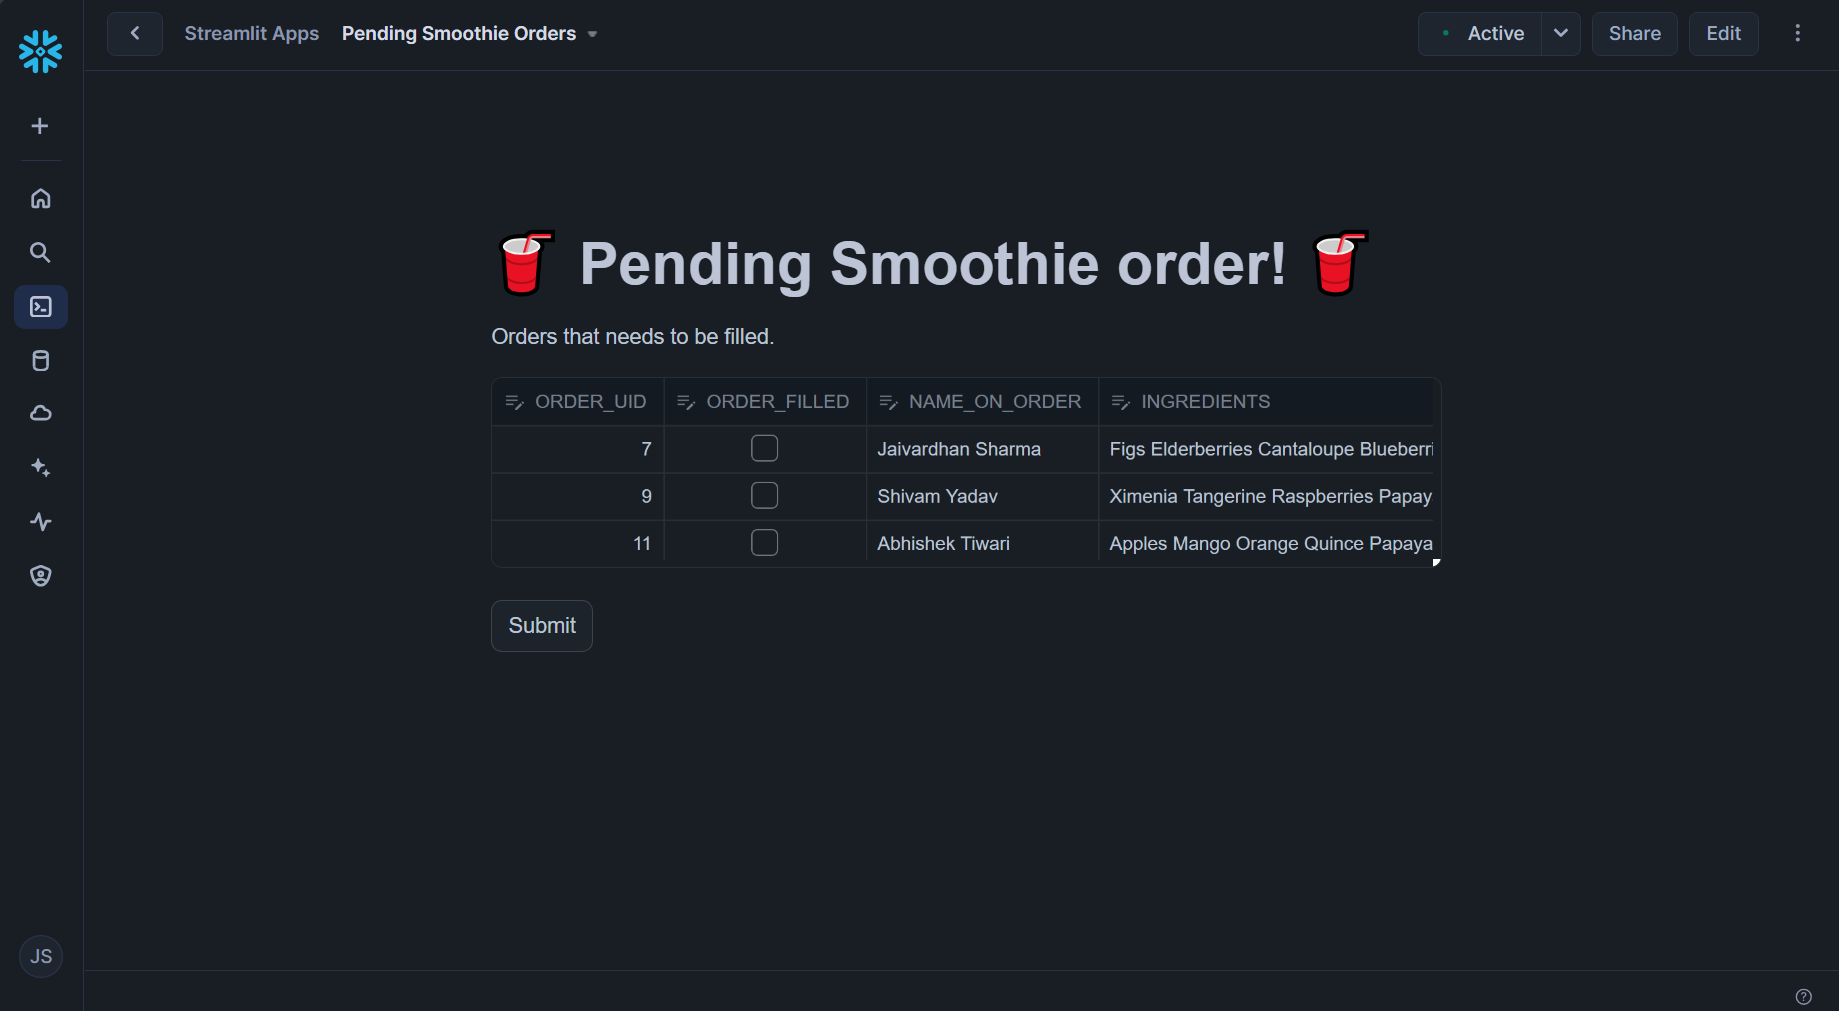 Streamlit Apps Pending Smoothie Orders Active Share Edit
Pending Smoothie order!
Orders that needs to be filled.
ORDER_UID ORDER_FILLED NAME_ON_ORDER INGREDIENTS
7 Jaivardhan Sharma Figs Elderberries Cantaloupe Blueberri
9 Shivam Yadav Ximenia Tangerine Raspberries Papay
11 Abhishek Tiwari Apples Mango Orange Quince Papaya
Submit
JS